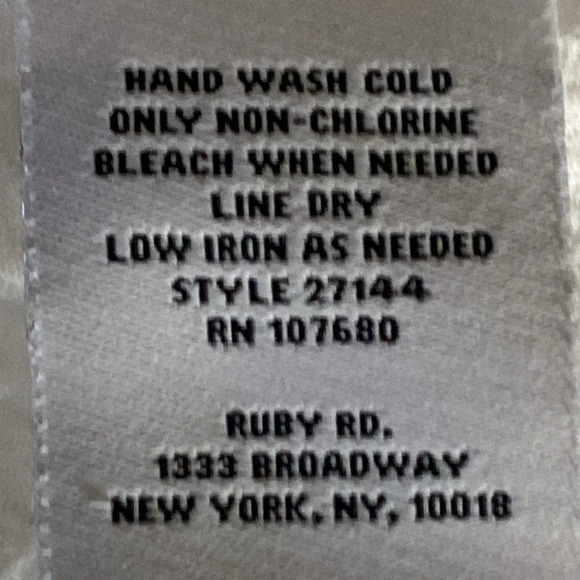 HAND WASH COLD
ONLY NON-CHLORINE
BLEACH WHEN NEEDED
LINE DRY
LOW IRON AS NEEDED
STYLE 27144
RN 107680
RUBY RD.
1333 BROADWAY
NEW YORK, NY, 10018